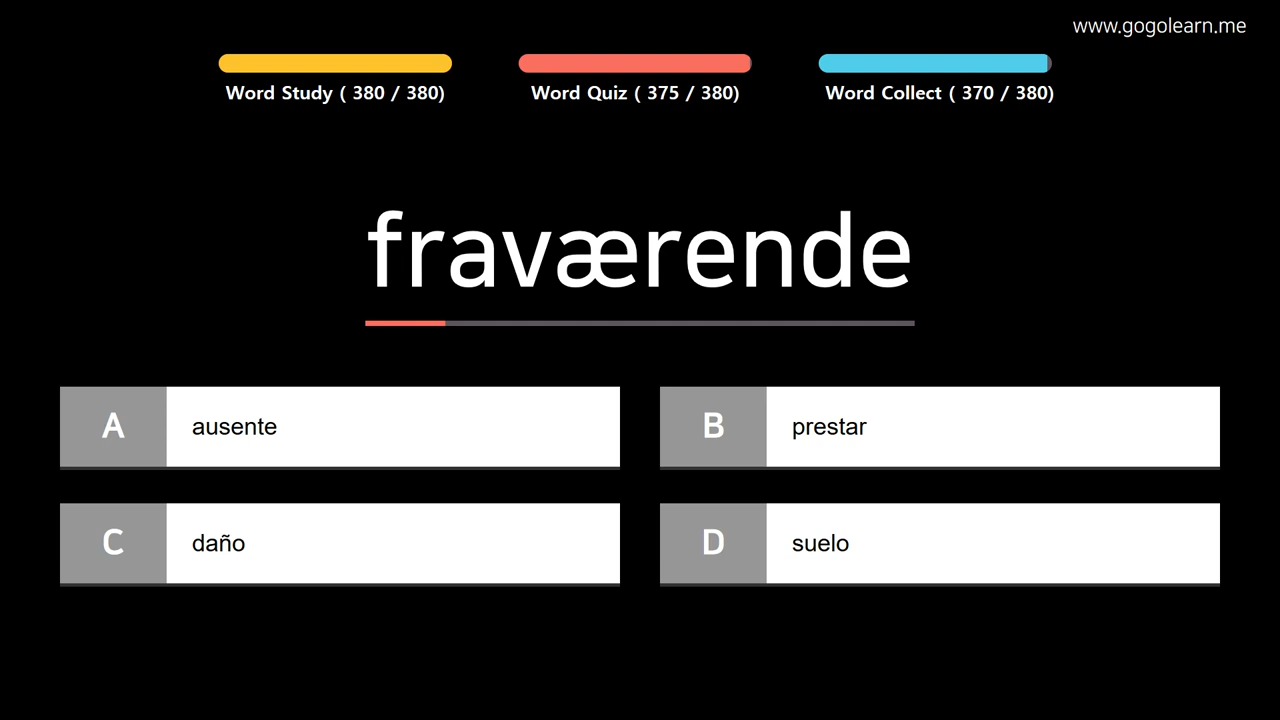 www.gogolearn.me
Word Study ( 380 / 380)
Word Quiz ( 375 / 380)
Word Collect ( 370 / 380)
fraværende
A ausente
B prestar
C daño
D suelo